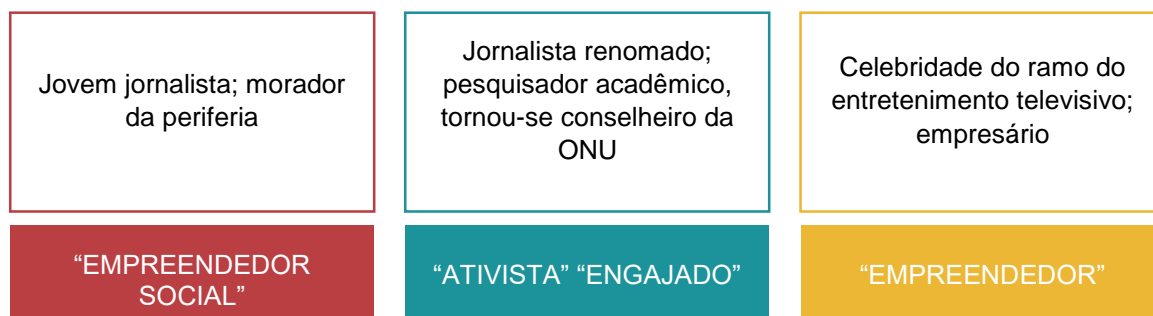 Jovem jornalista; morador
da periferia
Jornalista renomado;
pesquisador acadêmico,
tornou-se conselheiro da
ONU
Celebridade do ramo do
entretenimento televisivo;
empresário
“EMPREENDEDOR
SOCIAL”
“ATIVISTA” “ENGAJADO”
“EMPREENDEDOR”